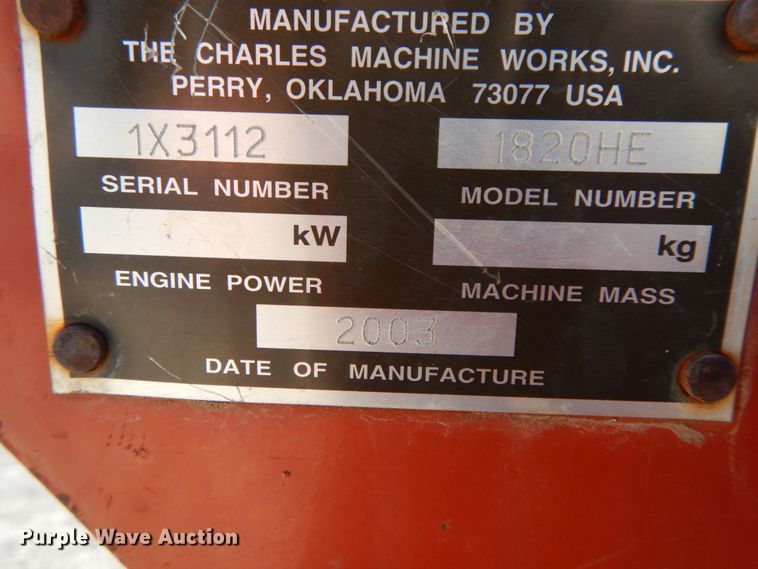 MANUFACTURED BY
THE CHARLES MACHINE WORKS, INC.
PERRY, OKLAHOMA 73077 USA
1X3112 1820HE
SERIAL NUMBER MODEL NUMBER
kW kg
ENGINE POWER MACHINE MASS
2003
DATE OF MANUFACTURE
Purple Wave Auction